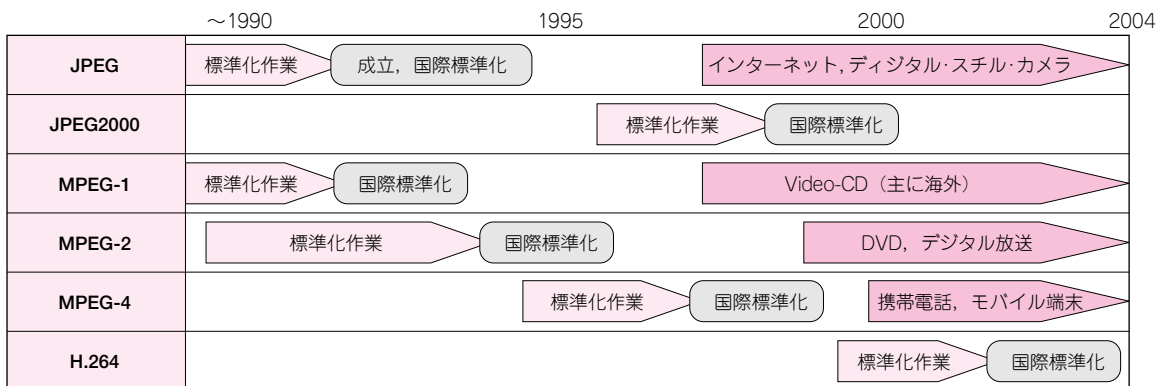 ～1990 1995 2000 2004
JPEG 標準化作業 成立，国際標準化 インターネット,ディジタル・スチル・カメラ
JPEG2000 標準化作業 国際標準化
MPEG-1 標準化作業 国際標準化 Video-CD（主に海外）
MPEG-2 標準化作業 国際標準化 DVD，デジタル放送
MPEG-4 標準化作業 国際標準化 携帯電話，モバイル端末
H.264 標準化作業 国際標準化